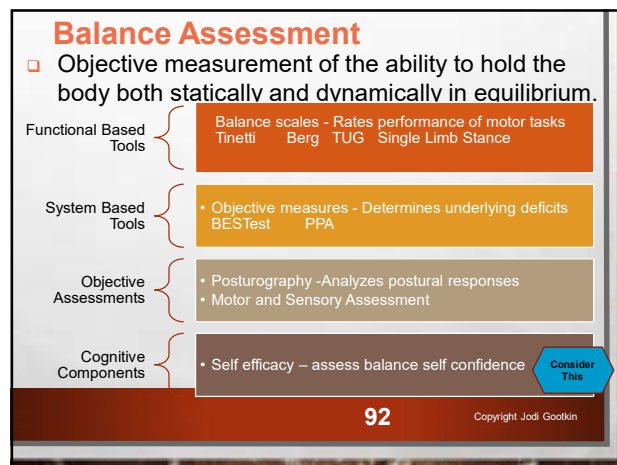 Balance Assessment
Objective measurement of the ability to hold the
body both statically and dynamically in equilibrium.
Functional Based
Tools
Balance scales - Rates performance of motor tasks
Tinetti Berg TUG Single Limb Stance
System Based
Tools
• Objective measures - Determines underlying deficits
BESTest PPA
Objective
Assessments
• Posturography -Analyzes postural responses
• Motor and Sensory Assessment
Cognitive
Components
• Self efficacy – assess balance self confidence
Consider
This
92
Copyright Jodi Gootkin